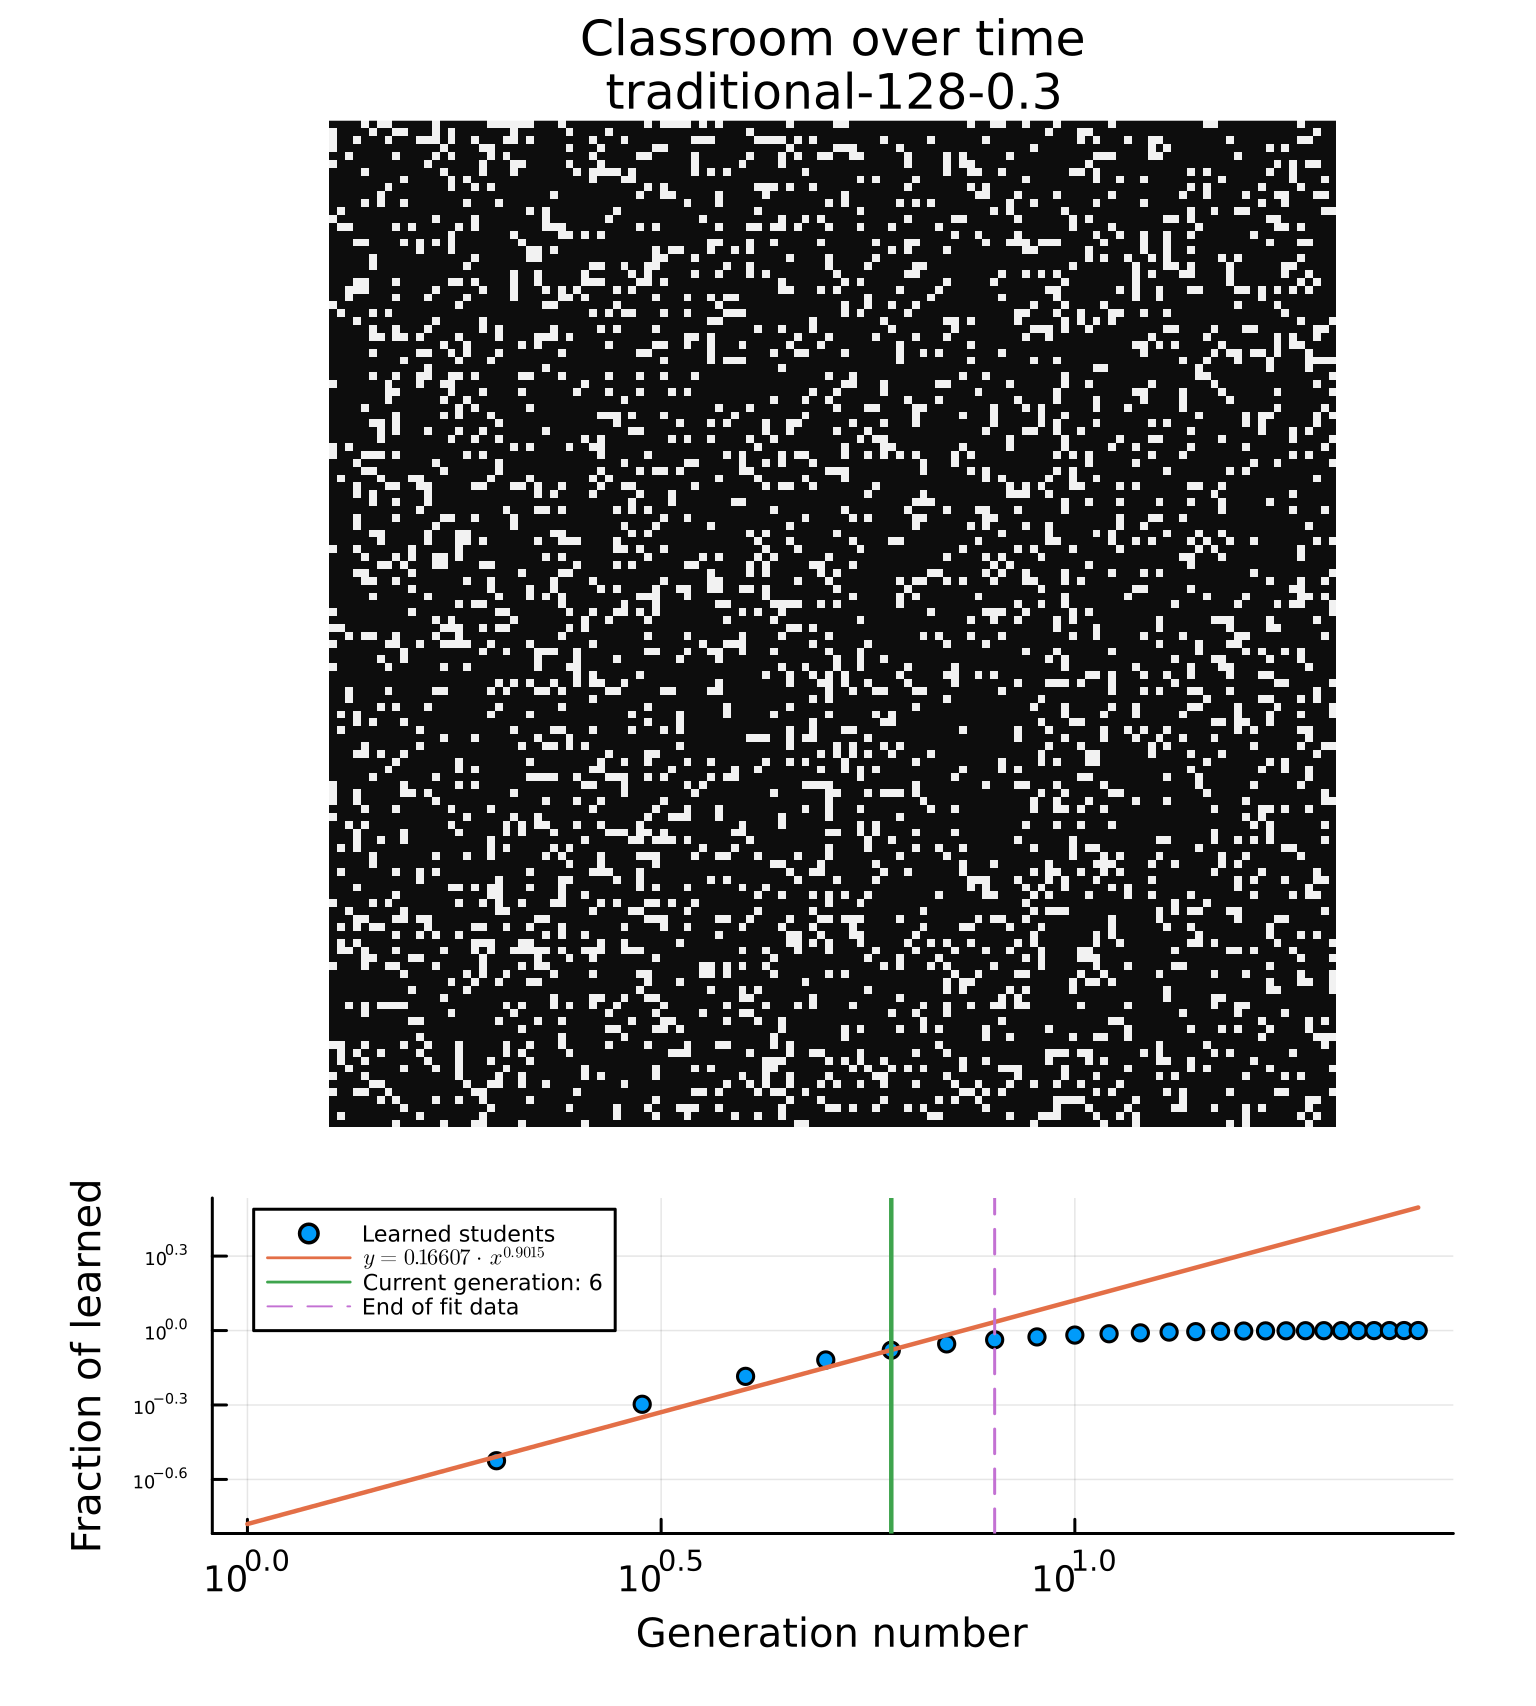 Classroom over time
traditional-128-0.3
Fraction of learned
10^0.3
10^0.0
10^−0.3
10^−0.6
Learned students
y = 0.16607 · x^0.9015
Current generation: 6
End of fit data
10^0.0 10^0.5 10^1.0
Generation number